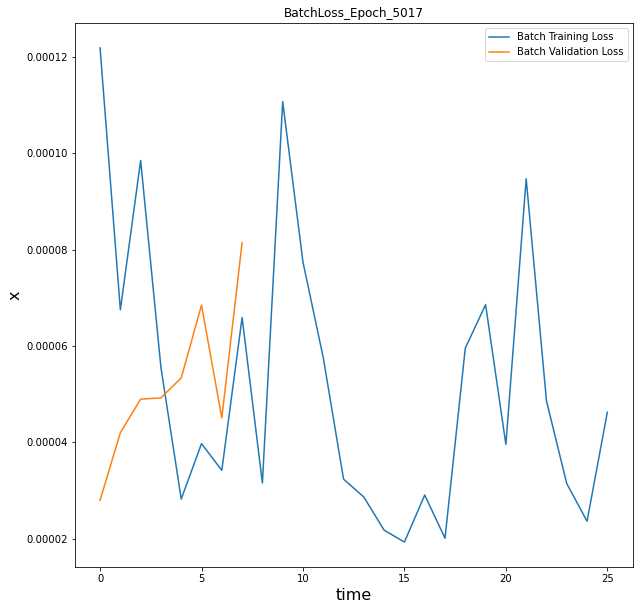 BatchLoss_Epoch_5017
Batch Training Loss
Batch Validation Loss
0.00012
0.00010
0.00008
0.00006
0.00004
0.00002
x
0 5 10 15 20 25
time